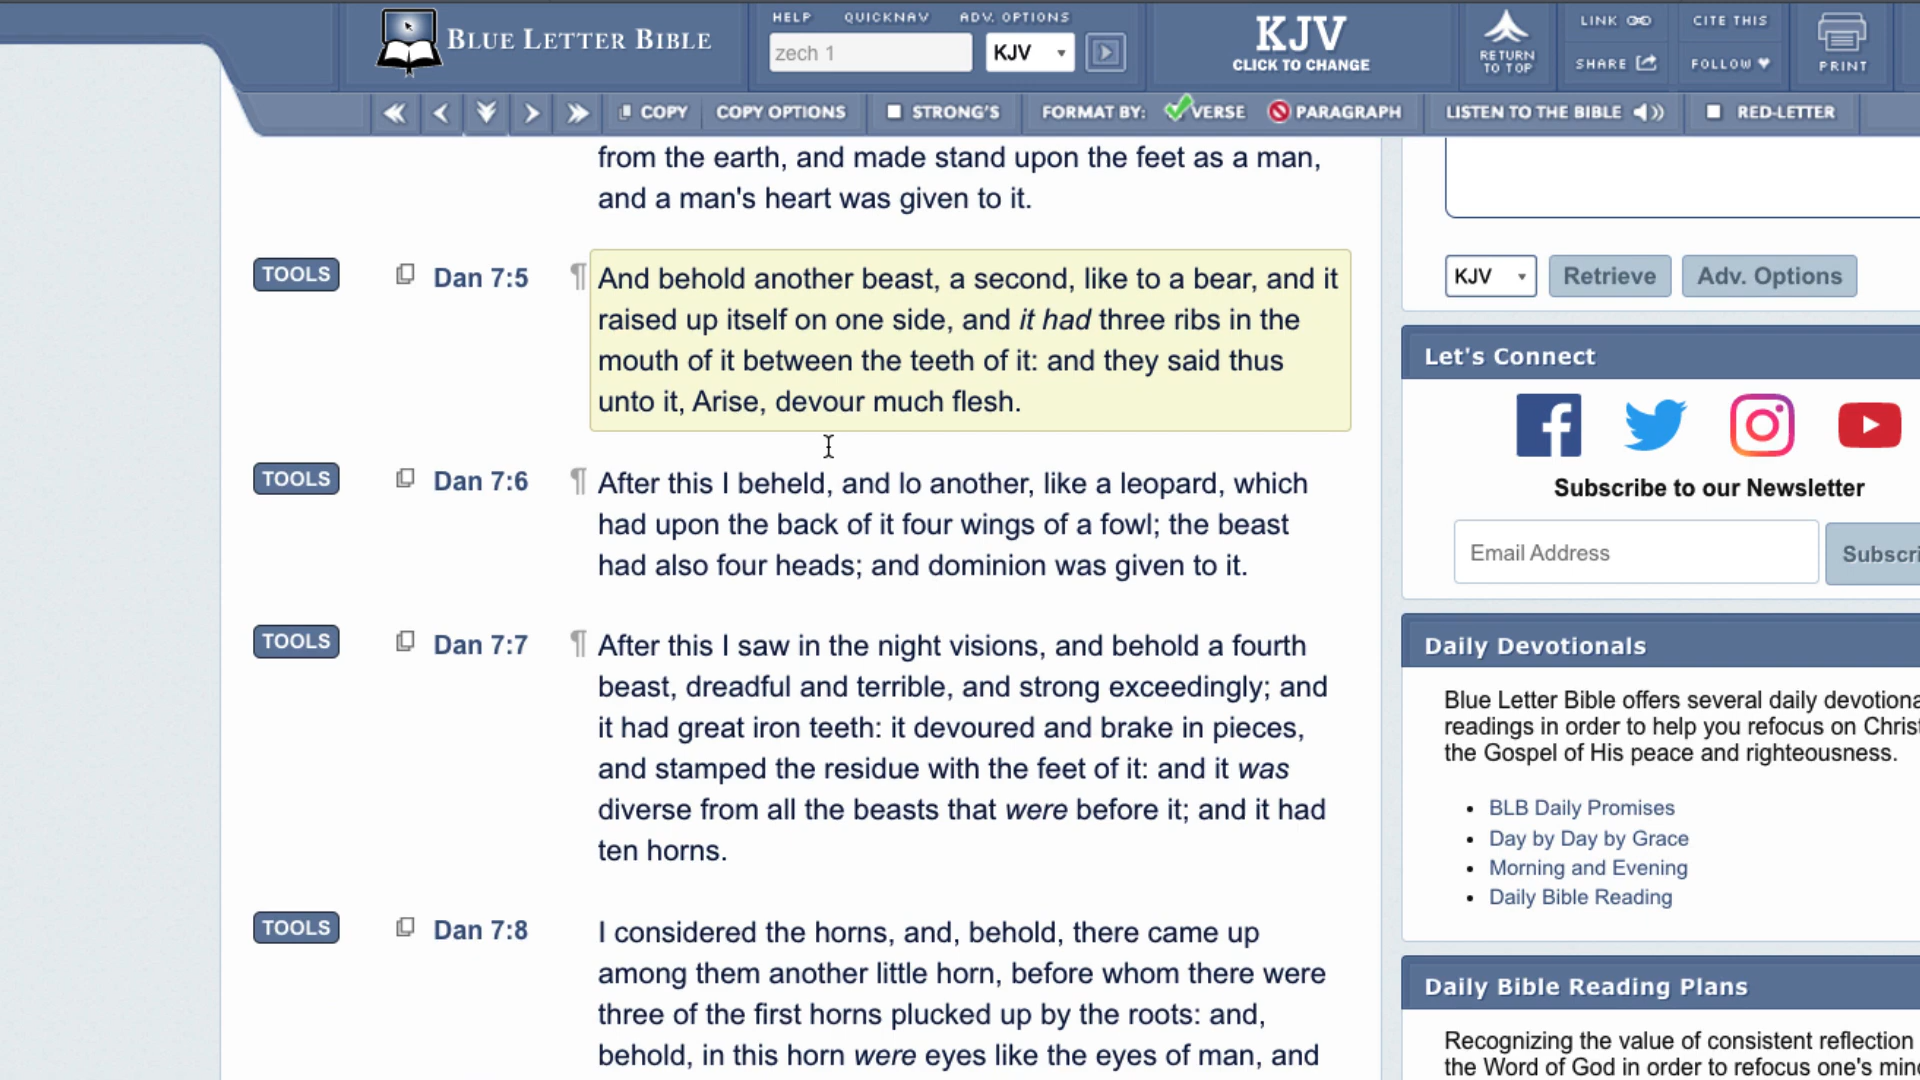 BLUE LETTER BIBLE
HELP QUICKNAV ADV. OPTIONS
zech 1 KJV
KJV
CLICK TO CHANGE
RETURN
TO TOP
LINK
SHARE
CITE THIS
FOLLOW
PRINT
COPY COPY OPTIONS STRONG'S FORMAT BY: VERSE PARAGRAPH LISTEN TO THE BIBLE RED-LETTER
from the earth, and made stand upon the feet as a man,
and a man's heart was given to it.
TOOLS Dan 7:5 ¶ And behold another beast, a second, like to a bear, and it
raised up itself on one side, and it had three ribs in the
mouth of it between the teeth of it: and they said thus
unto it, Arise, devour much flesh.
TOOLS Dan 7:6 ¶ After this I beheld, and lo another, like a leopard, which
had upon the back of it four wings of a fowl; the beast
had also four heads; and dominion was given to it.
TOOLS Dan 7:7 ¶ After this I saw in the night visions, and behold a fourth
beast, dreadful and terrible, and strong exceedingly; and
it had great iron teeth: it devoured and brake in pieces,
and stamped the residue with the feet of it: and it was
diverse from all the beasts that were before it; and it had
ten horns.
TOOLS Dan 7:8 I considered the horns, and, behold, there came up
among them another little horn, before whom there were
three of the first horns plucked up by the roots: and,
behold, in this horn were eyes like the eyes of man, and
KJV Retrieve Adv. Options
Let's Connect
Subscribe to our Newsletter
Email Address Subscri
Daily Devotionals
Blue Letter Bible offers several daily devotiona
readings in order to help you refocus on Christ
the Gospel of His peace and righteousness.
• BLB Daily Promises
• Day by Day by Grace
• Morning and Evening
• Daily Bible Reading
Daily Bible Reading Plans
Recognizing the value of consistent reflection
the Word of God in order to refocus one's min